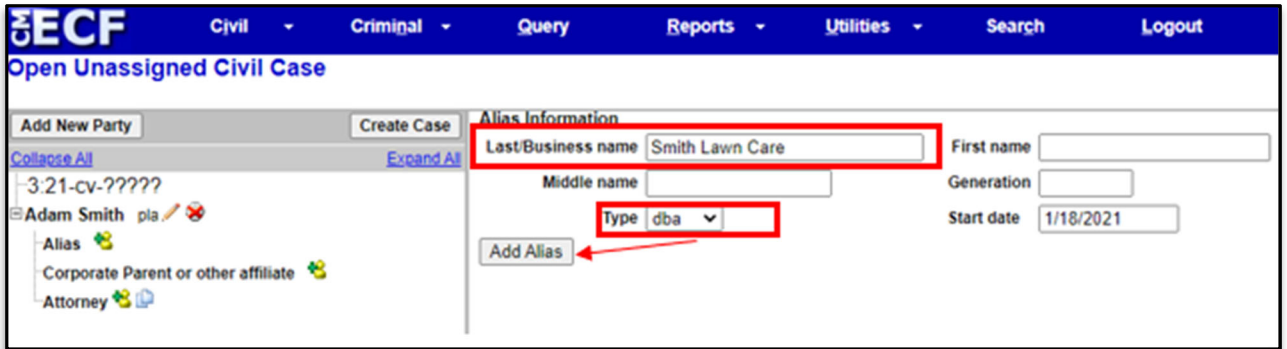 CM ECF Civil Criminal Query Reports Utilities Search Logout
Open Unassigned Civil Case
Add New Party Create Case
Collapse All Expand All
3:21-cv-?????
Adam Smith pla
Alias
Corporate Parent or other affiliate
Attorney
Alias Information
Last/Business name Smith Lawn Care First name
Middle name Generation
Type dba Start date 1/18/2021
Add Alias